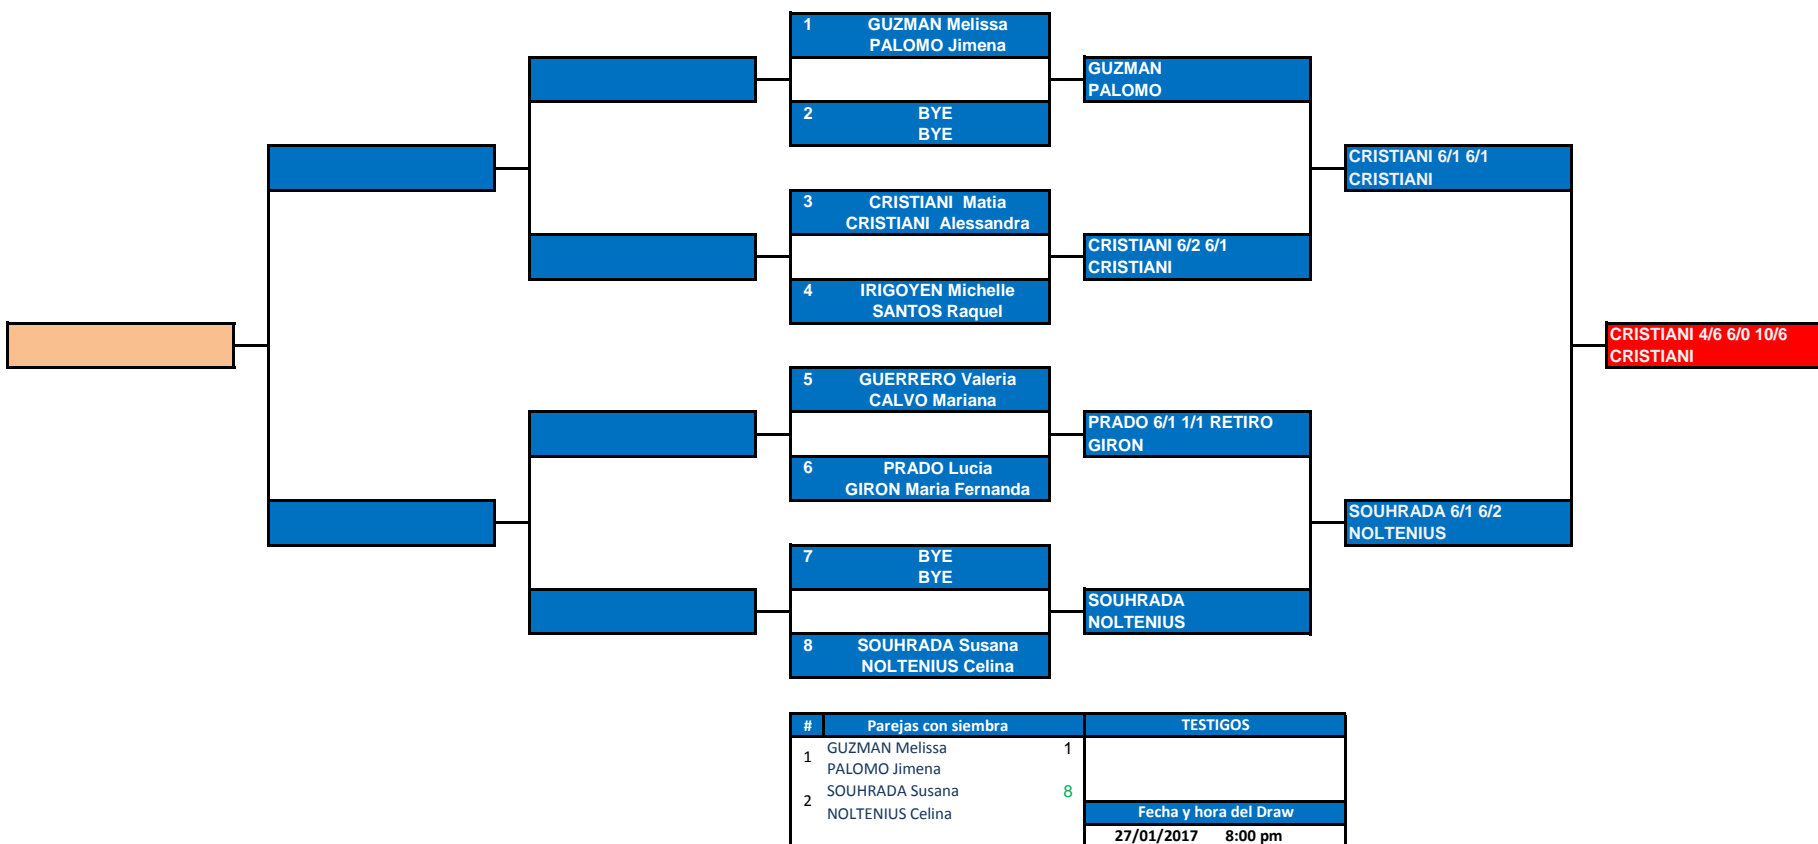 1 GUZMAN Melissa
PALOMO Jimena
GUZMAN
PALOMO
2 BYE
BYE
CRISTIANI 6/1 6/1
CRISTIANI
3 CRISTIANI Matia
CRISTIANI Alessandra
CRISTIANI 6/2 6/1
CRISTIANI
4 IRIGOYEN Michelle
SANTOS Raquel
CRISTIANI 4/6 6/0 10/6
CRISTIANI
5 GUERRERO Valeria
CALVO Mariana
PRADO 6/1 1/1 RETIRO
GIRON
6 PRADO Lucia
GIRON Maria Fernanda
SOUHRADA 6/1 6/2
NOLTENIUS
7 BYE
BYE
SOUHRADA
NOLTENIUS
8 SOUHRADA Susana
NOLTENIUS Celina
# Parejas con siembra TESTIGOS
1 GUZMAN Melissa 1
PALOMO Jimena
2 SOUHRADA Susana 8
NOLTENIUS Celina
Fecha y hora del Draw
27/01/2017 8:00 pm